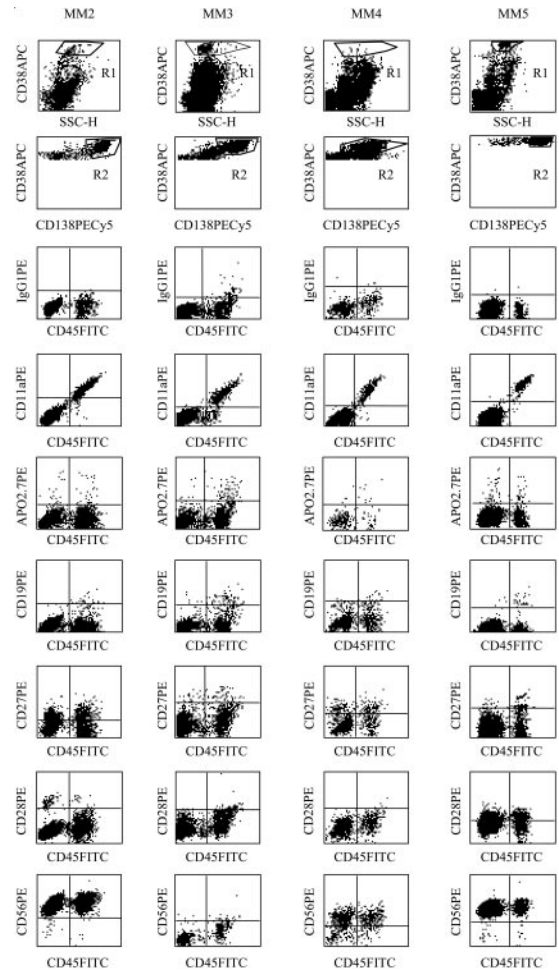 MM2 MM3 MM4 MM5
CD38APC R1 CD38APC R1 CD38APC R1 CD38APC R1
SSC-H SSC-H SSC-H SSC-H
CD38APC R2 CD38APC R2 CD38APC R2 CD38APC R2
CD138PECy5 CD138PECy5 CD138PECy5 CD138PECy5
IgG1PE IgG1PE IgG1PE IgG1PE
CD45FITC CD45FITC CD45FITC CD45FITC
CD11aPE CD11aPE CD11aPE CD11aPE
CD45FITC CD45FITC CD45FITC CD45FITC
APO2.7PE APO2.7PE APO2.7PE APO2.7PE
CD45FITC CD45FITC CD45FITC CD45FITC
CD19PE CD19PE CD19PE CD19PE
CD45FITC CD45FITC CD45FITC CD45FITC
CD27PE CD27PE CD27PE CD27PE
CD45FITC CD45FITC CD45FITC CD45FITC
CD28PE CD28PE CD28PE CD28PE
CD45FITC CD45FITC CD45FITC CD45FITC
CD56PE CD56PE CD56PE CD56PE
CD45FITC CD45FITC CD45FITC CD45FITC